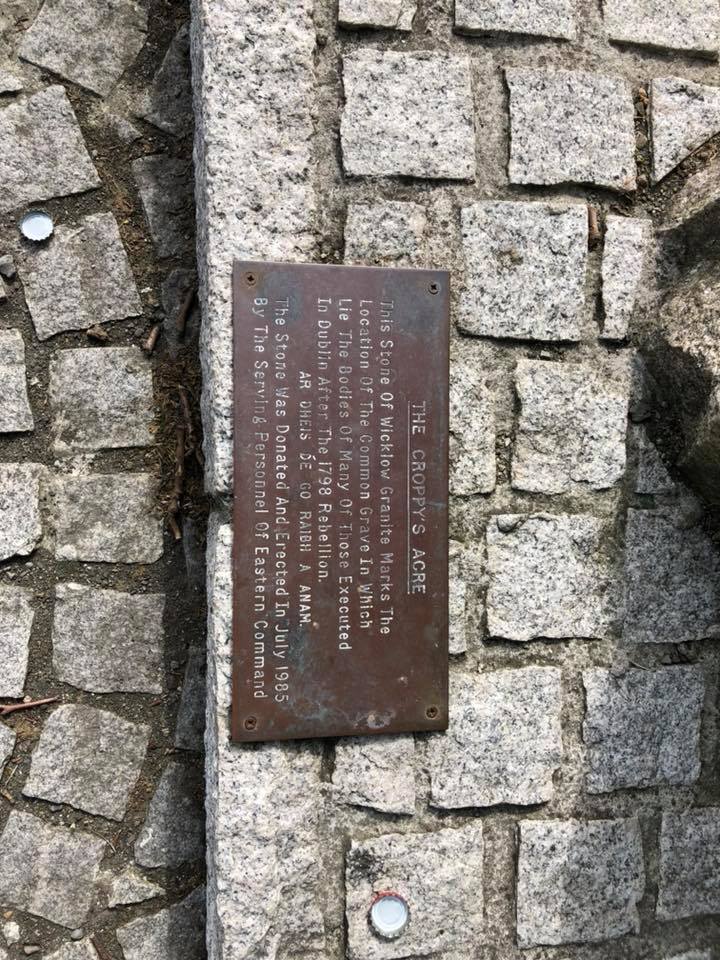 THE CROPPY'S ACRE
This Stone Of Wicklow Granite Marks The
Location Of The Common Grave In Which
Lie The Bodies Of Many Of Those Executed
In Dublin After The 1798 Rebellion.
AR DHEIS DÉ GO RAIBH A ANAM.
The Stone Was Donated And Erected In July 1985
By The Serving Personnel Of Eastern Command